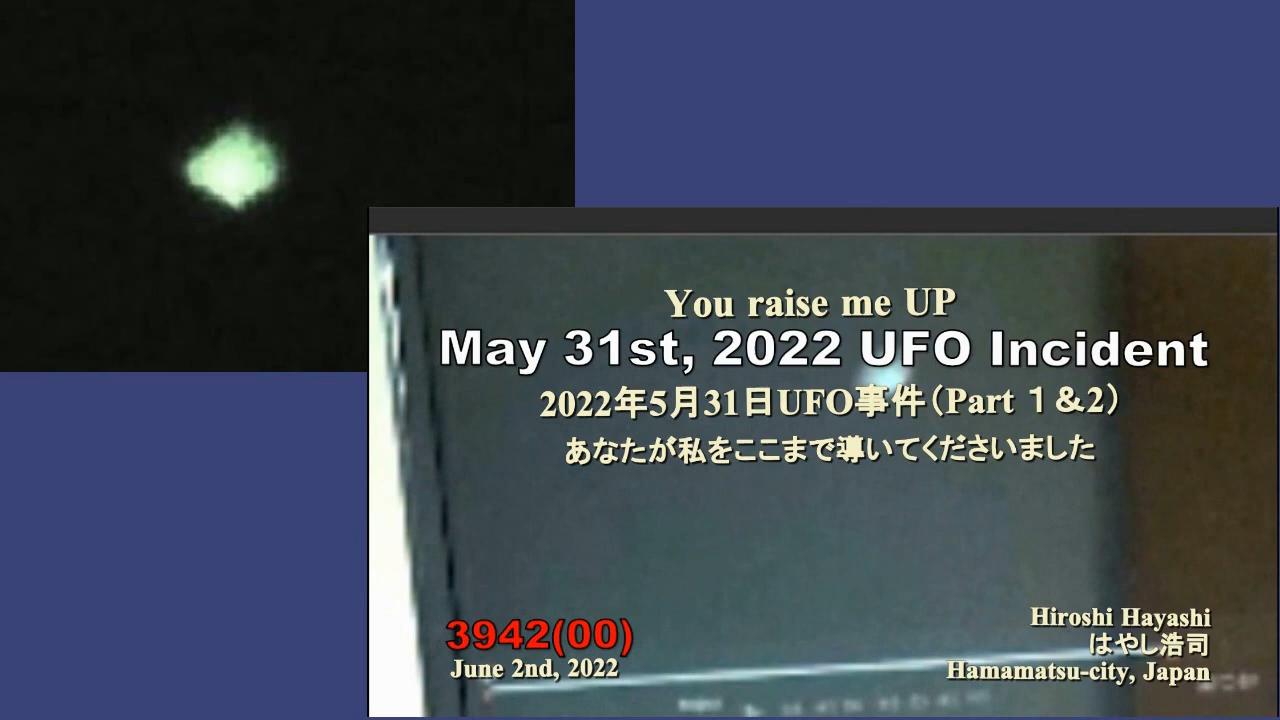 You raise me UP
May 31st, 2022 UFO Incident
2022年5月31日UFO事件（Part １＆2）
あなたが私をここまで導いてくださいました
3942(00)
June 2nd, 2022
Hiroshi Hayashi
はやし浩司
Hamamatsu-city, Japan